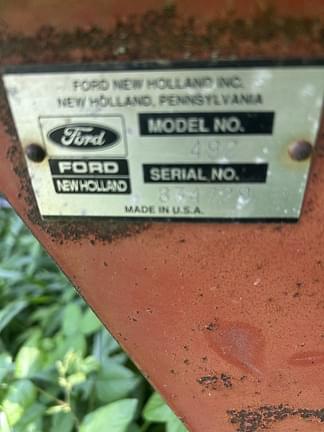 FORD NEW HOLLAND INC.
NEW HOLLAND, PENNSYLVANIA
Ford
MODEL NO.
FORD
NEW HOLLAND
SERIAL NO.
MADE IN U.S.A.